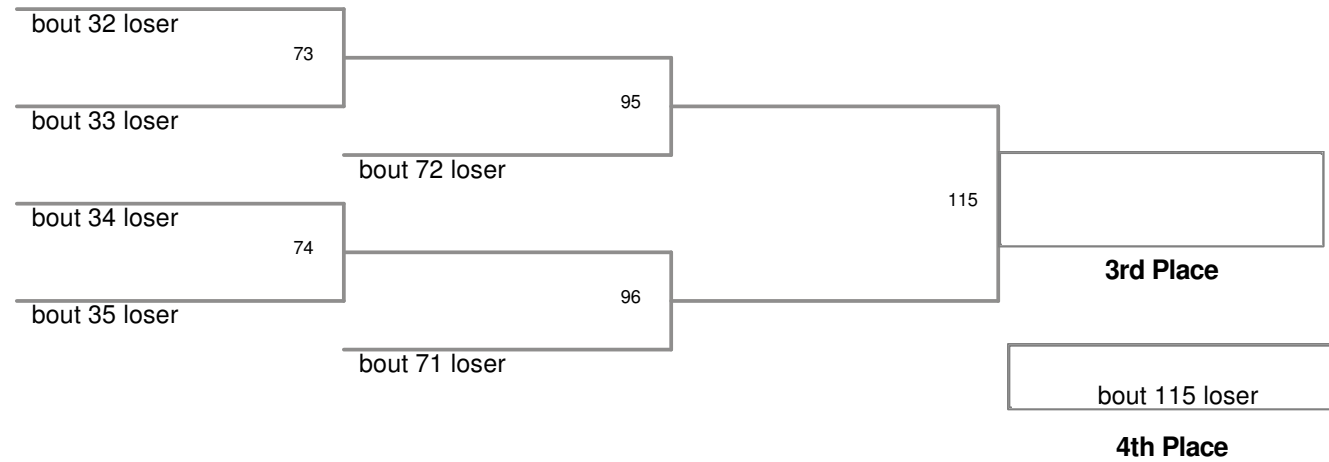 bout 32 loser
73
bout 33 loser
95
bout 72 loser
bout 34 loser
115
74
3rd Place
bout 35 loser
96
bout 71 loser
bout 115 loser
4th Place